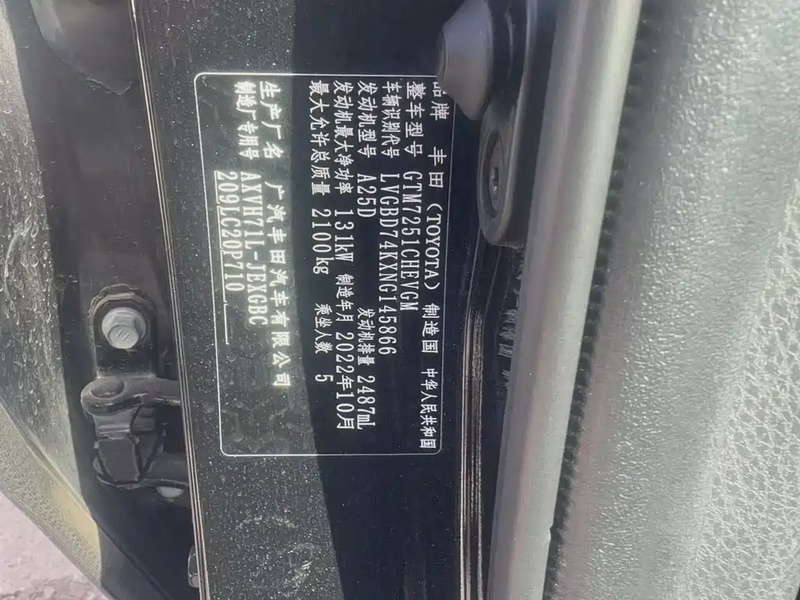 品牌 丰田（TOYOTA） 制造国 中华人民共和国
整车型号 GTM7251CHEVGM
车辆识别代号 LVGBD74KXNG145866
发动机型号 A25D 发动机排量 2487mL
发动机最大净功率 131kW 制造年月 2022年10月
最大允许总质量 2100kg 乘坐人数 5
生产厂名 广汽丰田汽车有限公司
制造厂专用号 AXVH71L-JEXGBC
209LC20P710